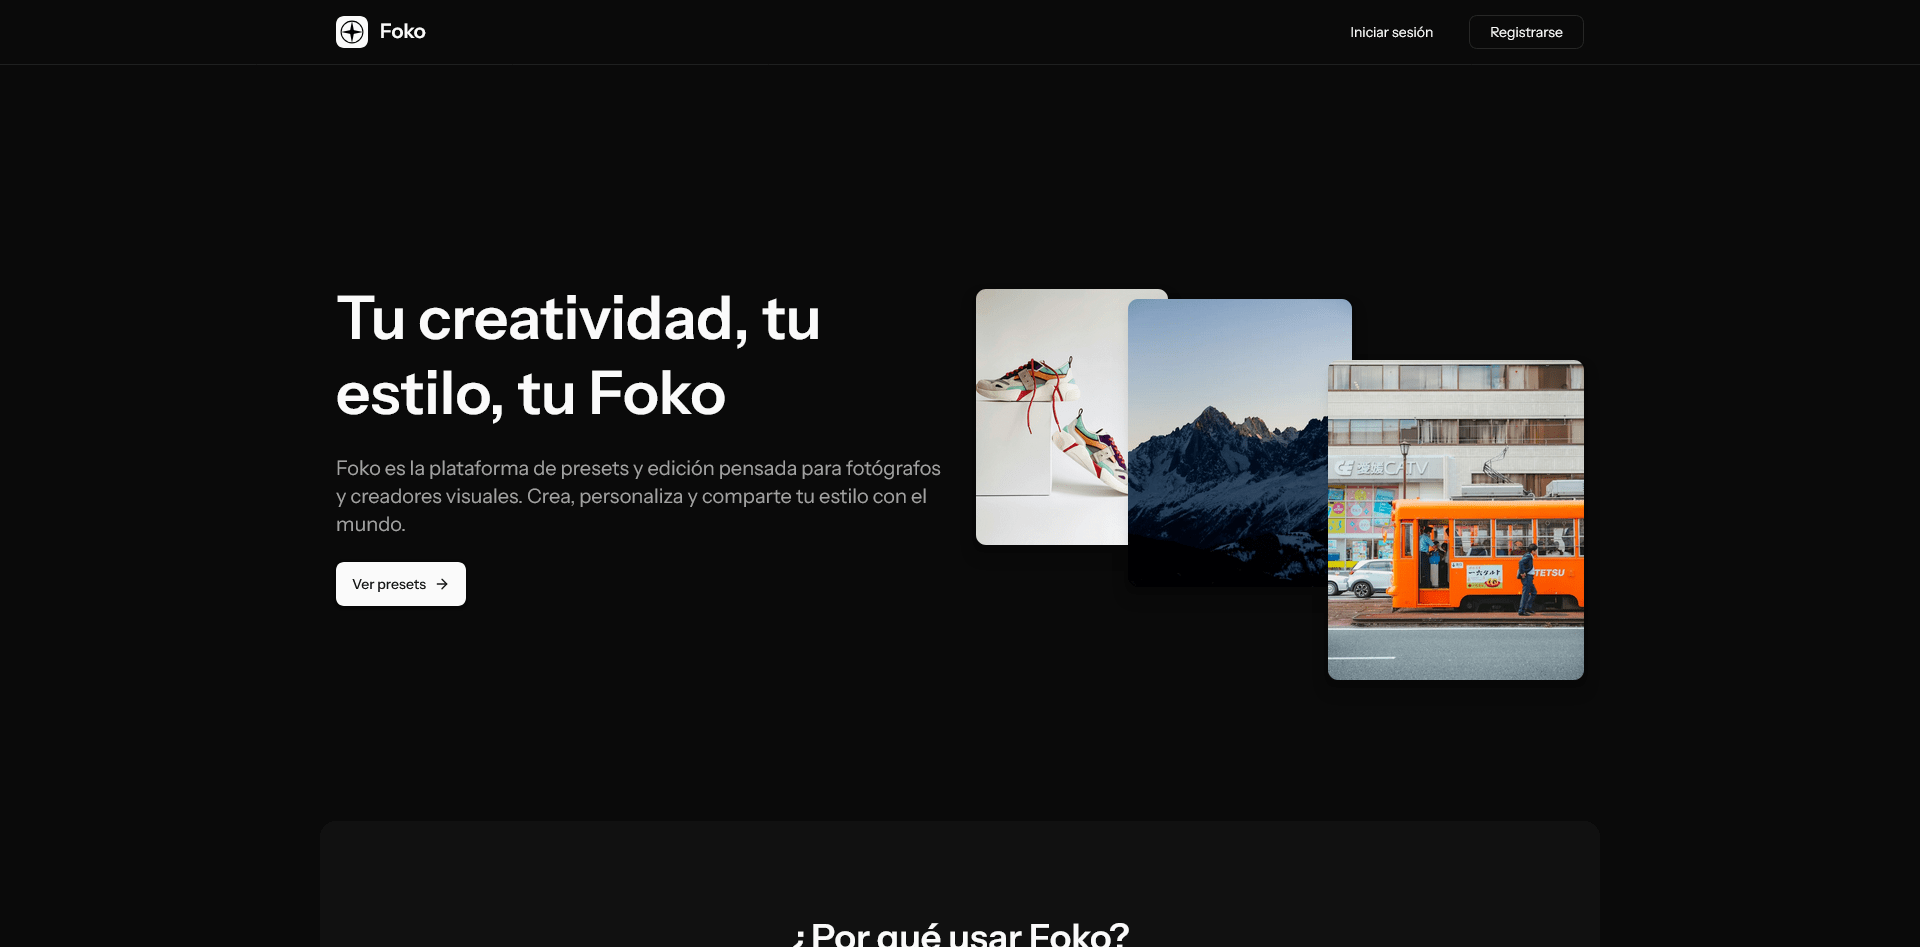 Foko
Iniciar sesión
Registrarse
Tu creatividad, tu
estilo, tu Foko
Foko es la plataforma de presets y edición pensada para fotógrafos
y creadores visuales. Crea, personaliza y comparte tu estilo con el
mundo.
Ver presets
CATV
TETSU
¿Por qué usar Foko?